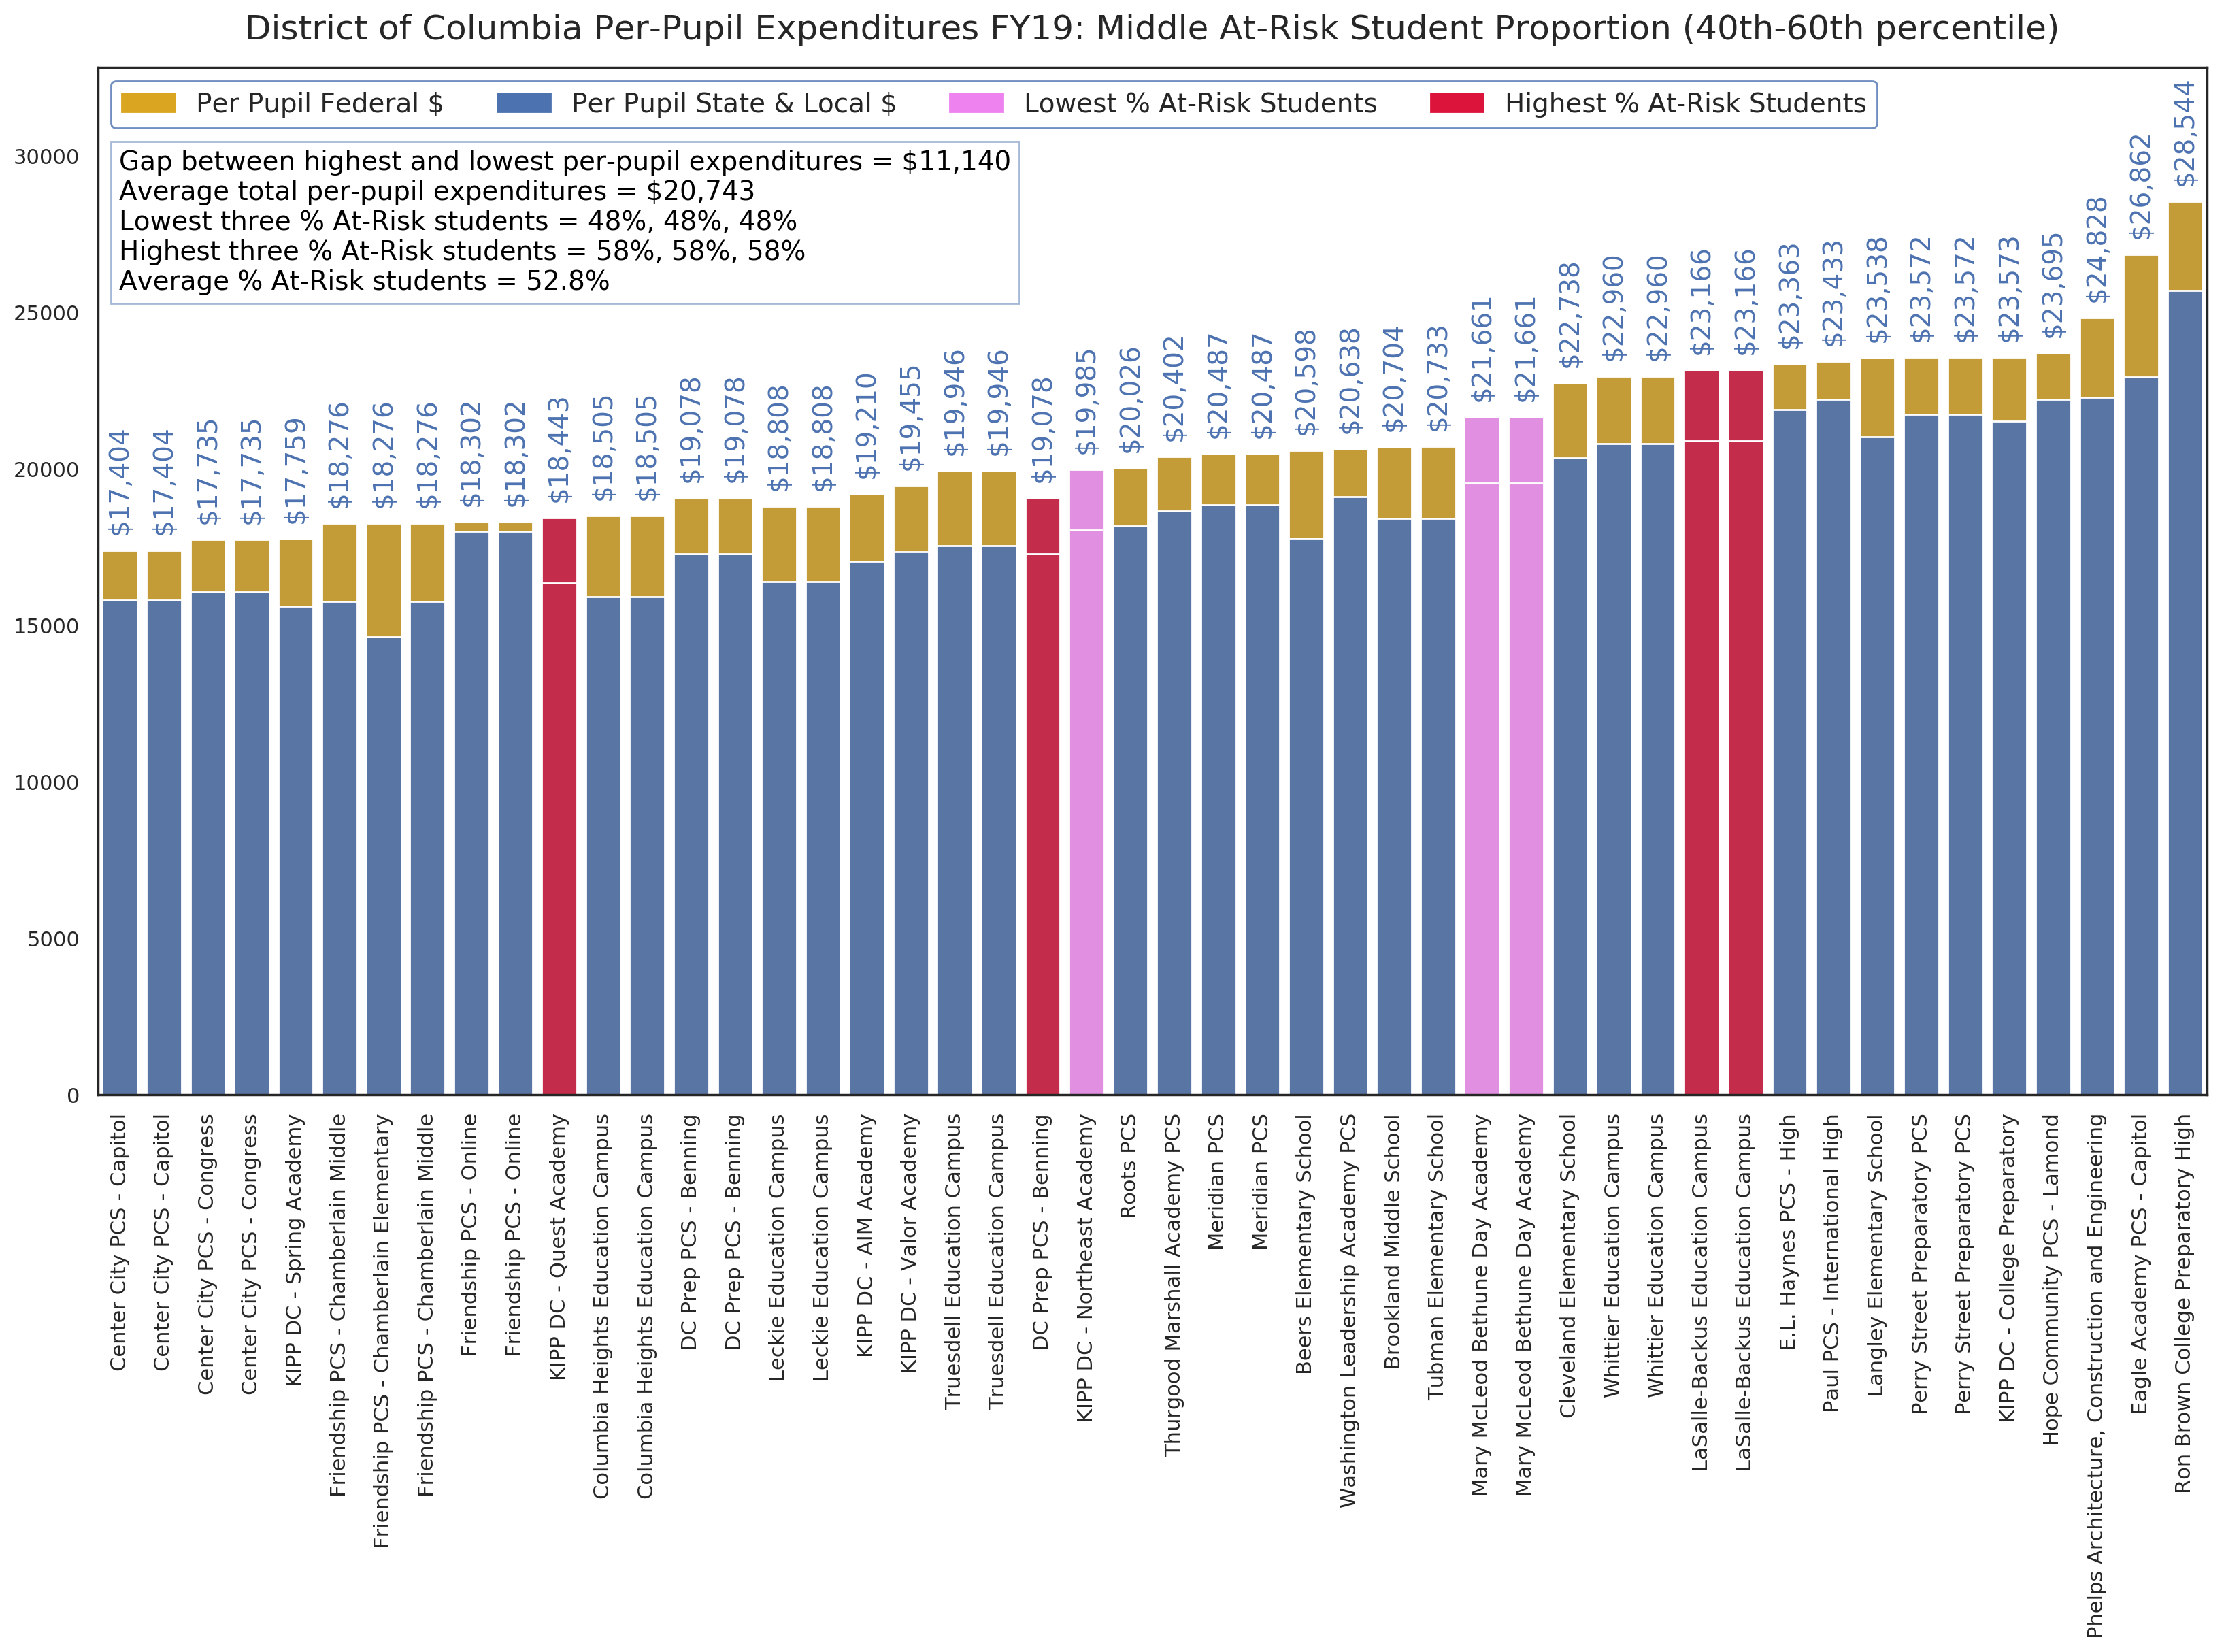 District of Columbia Per-Pupil Expenditures FY19: Middle At-Risk Student Proportion (40th-60th percentile)
Per Pupil Federal $
Per Pupil State & Local $
Lowest % At-Risk Students
Highest % At-Risk Students
Gap between highest and lowest per-pupil expenditures = $11,140
Average total per-pupil expenditures = $20,743
Lowest three % At-Risk students = 48%, 48%, 48%
Highest three % At-Risk students = 58%, 58%, 58%
Average % At-Risk students = 52.8%
30000
25000
20000
15000
10000
5000
0
$17,404
$17,404
$17,735
$17,735
$17,759
$18,276
$18,276
$18,276
$18,302
$18,302
$18,443
$18,505
$18,505
$19,078
$19,078
$18,808
$18,808
$19,210
$19,455
$19,946
$19,946
$19,078
$19,985
$20,026
$20,402
$20,487
$20,487
$20,598
$20,638
$20,704
$20,733
$21,661
$21,661
$22,738
$22,960
$22,960
$23,166
$23,166
$23,363
$23,433
$23,538
$23,572
$23,572
$23,573
$23,695
$24,828
$26,862
$28,544
Center City PCS - Capitol
Center City PCS - Capitol
Center City PCS - Congress
Center City PCS - Congress
KIPP DC - Spring Academy
Friendship PCS - Chamberlain Middle
Friendship PCS - Chamberlain Elementary
Friendship PCS - Chamberlain Middle
Friendship PCS - Online
Friendship PCS - Online
KIPP DC - Quest Academy
Columbia Heights Education Campus
Columbia Heights Education Campus
DC Prep PCS - Benning
DC Prep PCS - Benning
Leckie Education Campus
Leckie Education Campus
KIPP DC - AIM Academy
KIPP DC - Valor Academy
Truesdell Education Campus
Truesdell Education Campus
DC Prep PCS - Benning
KIPP DC - Northeast Academy
Roots PCS
Thurgood Marshall Academy PCS
Meridian PCS
Meridian PCS
Beers Elementary School
Washington Leadership Academy PCS
Brookland Middle School
Tubman Elementary School
Mary McLeod Bethune Day Academy
Mary McLeod Bethune Day Academy
Cleveland Elementary School
Whittier Education Campus
Whittier Education Campus
LaSalle-Backus Education Campus
LaSalle-Backus Education Campus
E.L. Haynes PCS - High
Paul PCS - International High
Langley Elementary School
Perry Street Preparatory PCS
Perry Street Preparatory PCS
KIPP DC - College Preparatory
Hope Community PCS - Lamond
Phelps Architecture, Construction and Engineering
Eagle Academy PCS - Capitol
Ron Brown College Preparatory High